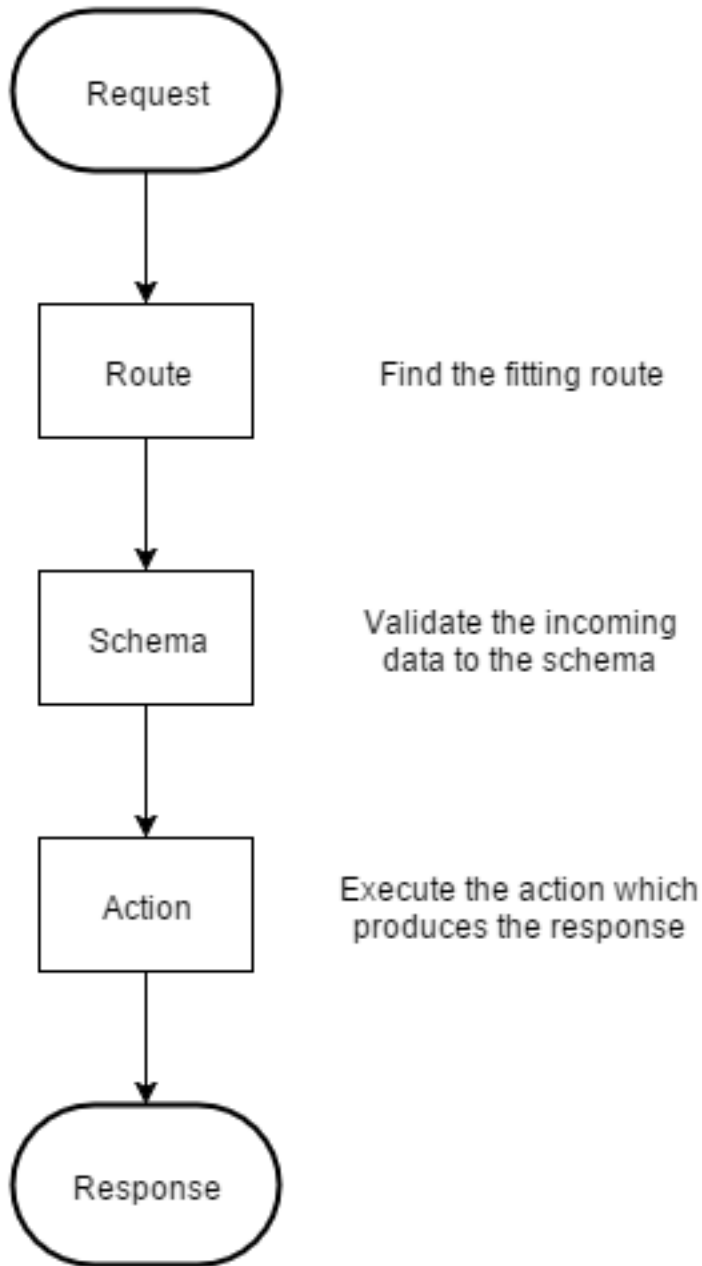 Request
Route
Find the fitting route
Schema
Validate the incoming
data to the schema
Action
Execute the action which
produces the response
Response